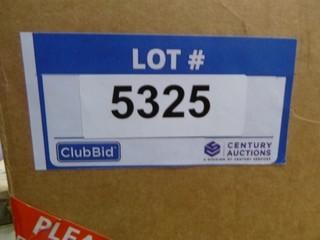 LOT #
5325
ClubBid
CENTURY
AUCTIONS
A DIVISION OF CENTURY SERVICES
PLEA